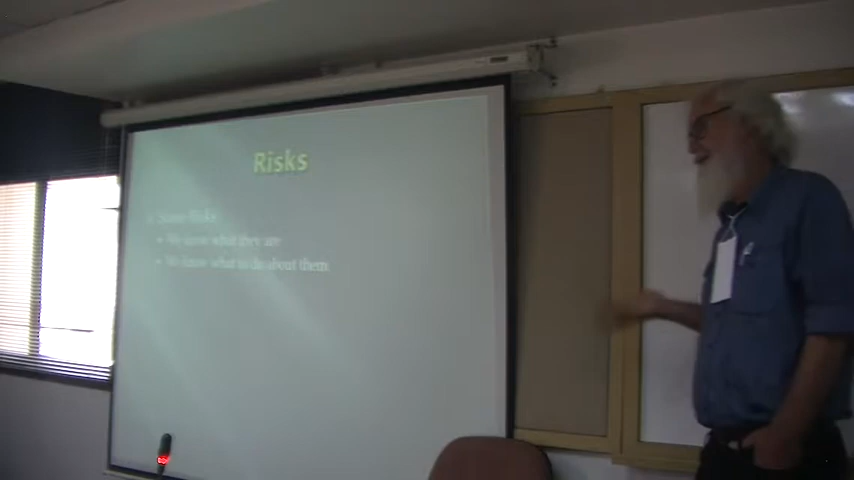 Risks
Some Risks
We know what they are
We know what to do about them